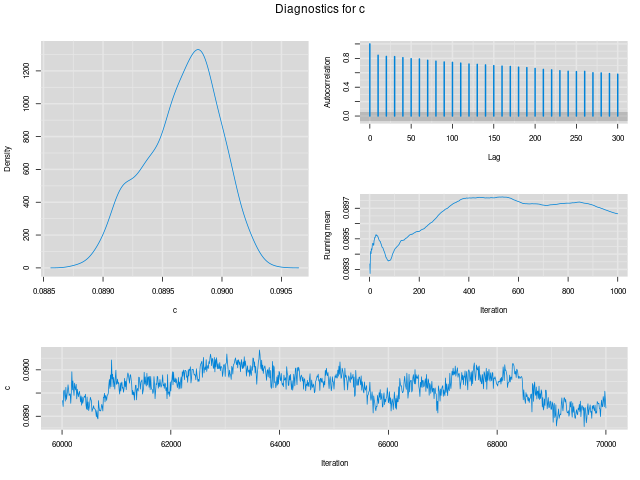 Diagnostics for c
Density
0 200 400 600 800 1000 1200
0.0885 0.0890 0.0895 0.0900 0.0905
c
Autocorrelation
0.0 0.4 0.8
0 50 100 150 200 250 300
Lag
Running mean
0.0893 0.0895 0.0897
0 200 400 600 800 1000
Iteration
c
0.0890 0.0900
60000 62000 64000 66000 68000 70000
Iteration